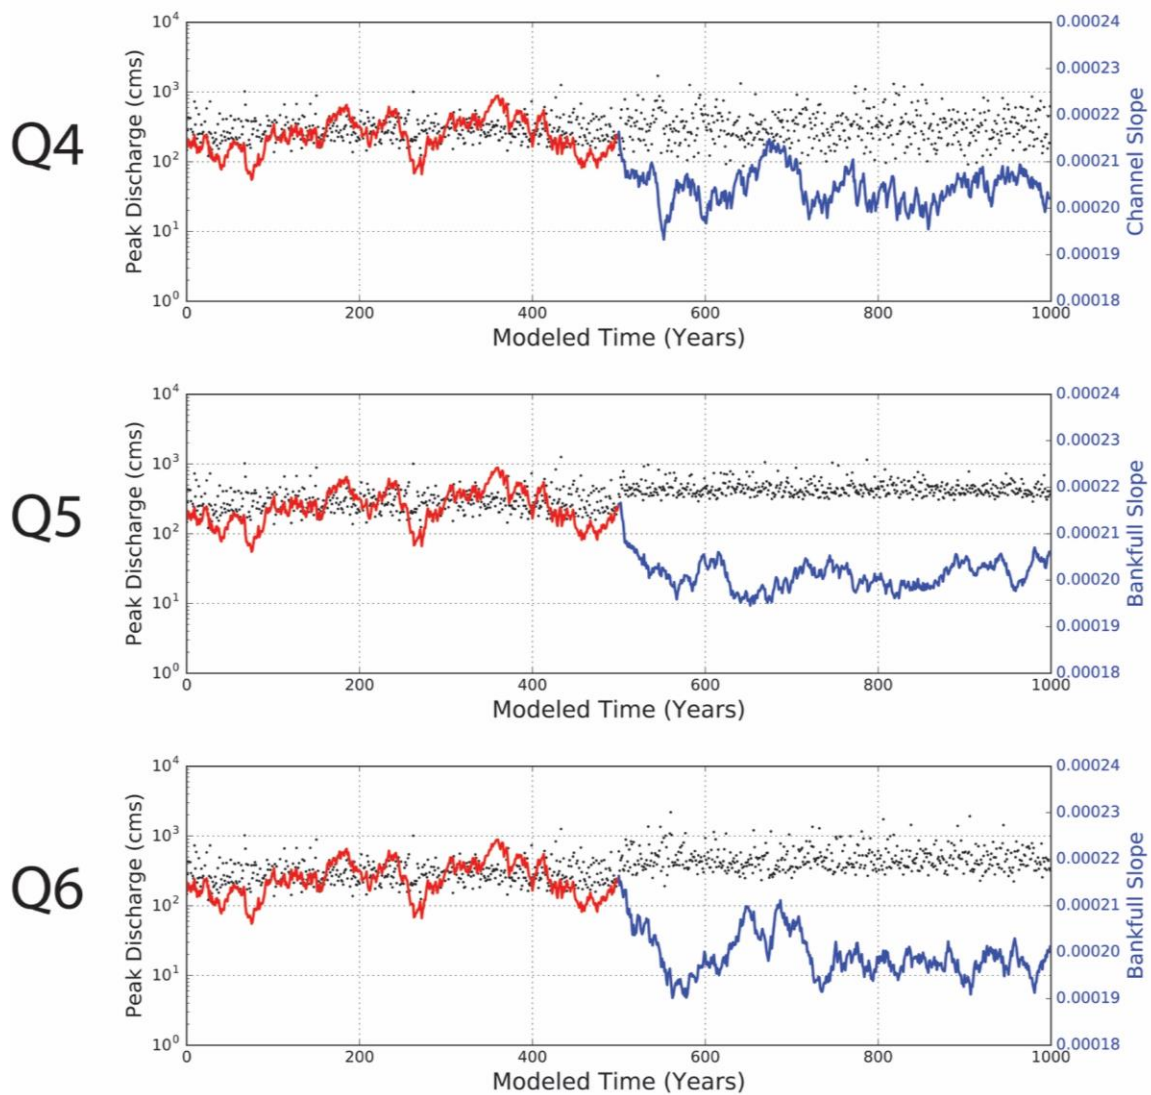 Q4
Peak Discharge (cms)
10^4
10^3
10^2
10^1
10^0
0 200 400 600 800 1000
Modeled Time (Years)
0.00024
0.00023
0.00022
0.00021
0.00020
0.00019
0.00018
Channel Slope
Q5
Peak Discharge (cms)
10^4
10^3
10^2
10^1
10^0
0 200 400 600 800 1000
Modeled Time (Years)
0.00024
0.00023
0.00022
0.00021
0.00020
0.00019
0.00018
Bankfull Slope
Q6
Peak Discharge (cms)
10^4
10^3
10^2
10^1
10^0
0 200 400 600 800 1000
Modeled Time (Years)
0.00024
0.00023
0.00022
0.00021
0.00020
0.00019
0.00018
Bankfull Slope